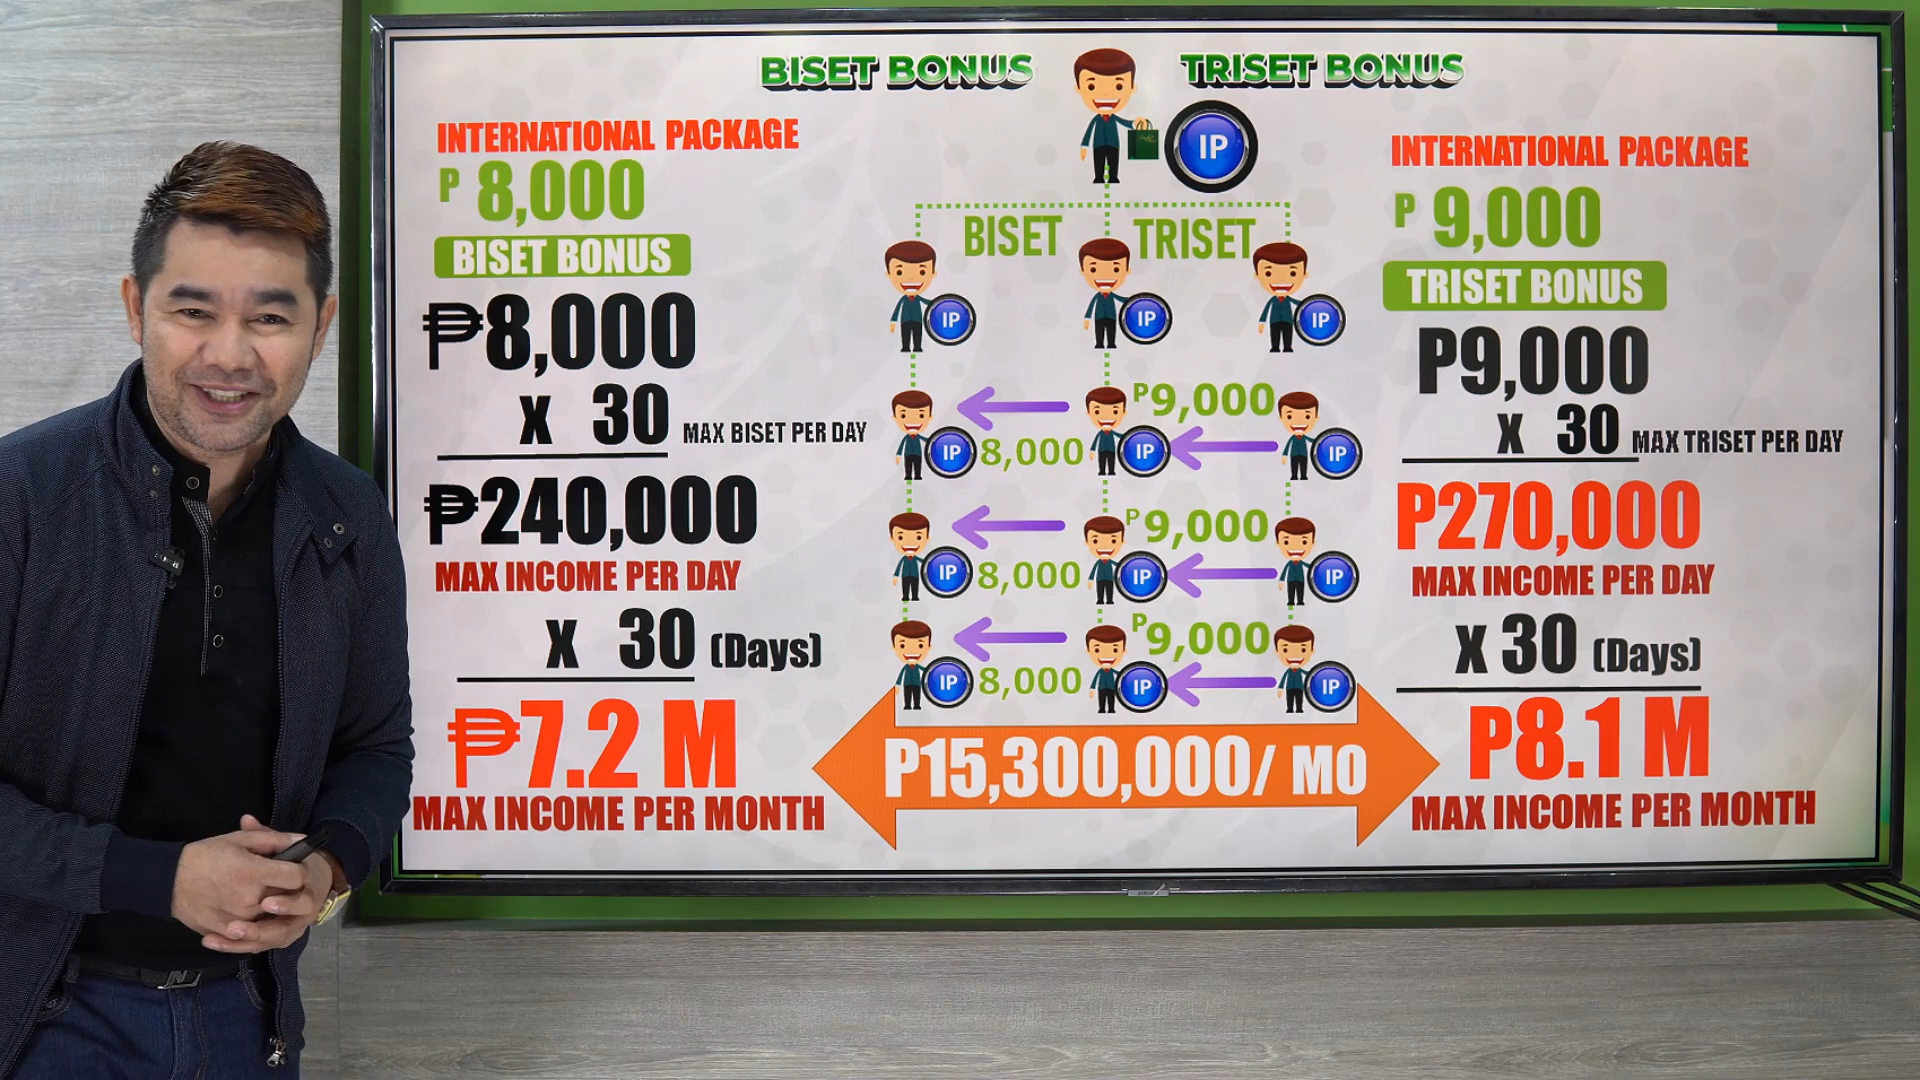 BISET BONUS
TRISET BONUS
INTERNATIONAL PACKAGE
P 8,000
BISET BONUS
₱8,000
X 30 MAX BISET PER DAY
₱240,000
MAX INCOME PER DAY
X 30 (Days)
₱7.2 M
MAX INCOME PER MONTH
IP
BISET
TRISET
IP
IP
IP
P9,000
IP
8,000
IP
IP
P9,000
IP
8,000
IP
IP
P9,000
IP
8,000
IP
IP
P15,300,000/ MO
INTERNATIONAL PACKAGE
P 9,000
TRISET BONUS
P9,000
X 30 MAX TRISET PER DAY
P270,000
MAX INCOME PER DAY
X 30 (Days)
P8.1 M
MAX INCOME PER MONTH